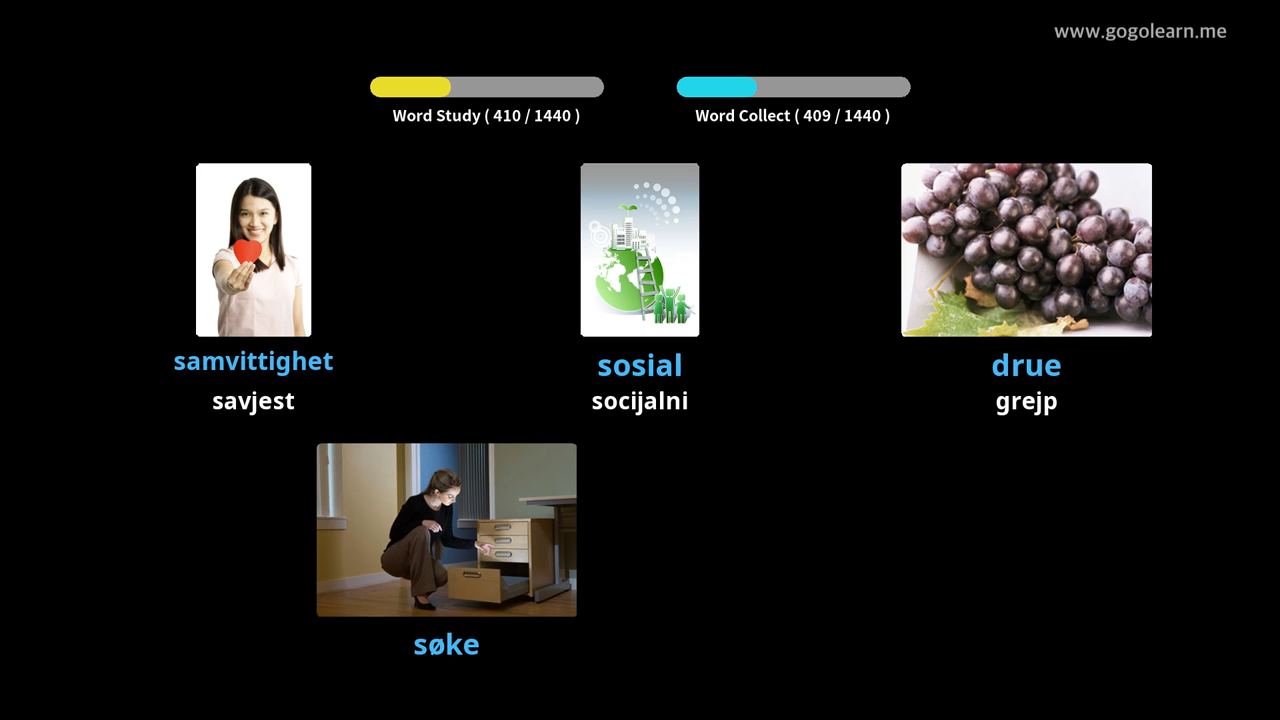 www.gogolearn.me
Word Study ( 410 / 1440 )
Word Collect ( 409 / 1440 )
samvittighet
savjest
sosial
socijalni
drue
grejp
søke